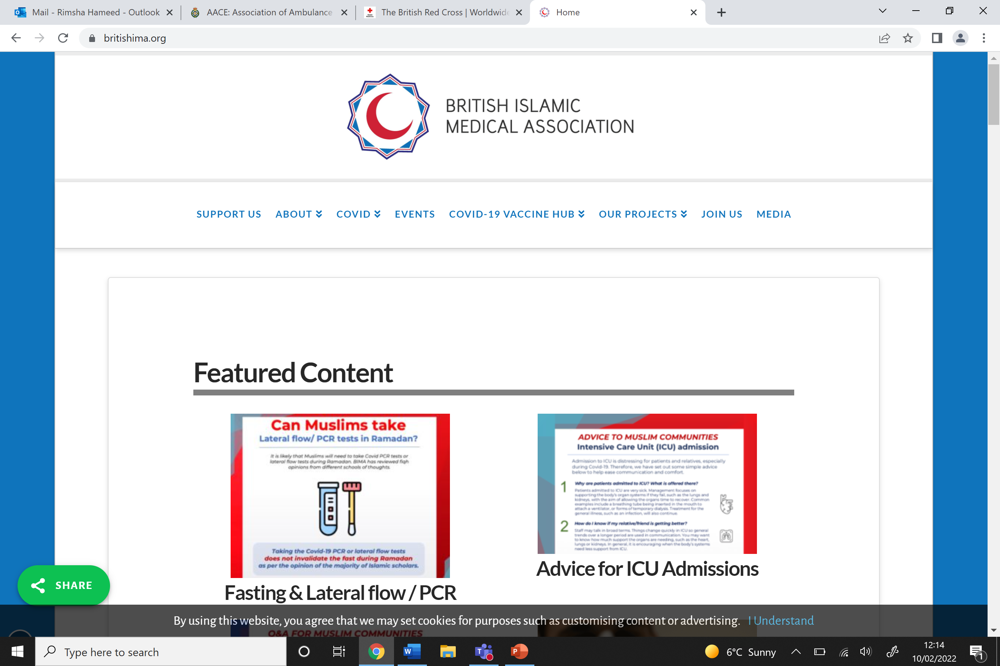 Mail - Rimsha Hameed - Outlook
AACE: Association of Ambulance
The British Red Cross | Worldwide
Home
britishima.org
BRITISH ISLAMIC
MEDICAL ASSOCIATION
SUPPORT US ABOUT COVID EVENTS COVID-19 VACCINE HUB OUR PROJECTS JOIN US MEDIA
Featured Content
Can Muslims take
Lateral flow/ PCR tests in Ramadan?
It is likely that Muslims will need to take Covid PCR tests or
lateral flow tests during Ramadan. BIMA has reviewed fiqh
opinions from different schools of thoughts.
Taking the Covid-19 PCR or lateral flow tests
does not invalidate the fast during Ramadan
as per the opinion of the majority of Islamic scholars.
Fasting & Lateral flow / PCR
ADVICE TO MUSLIM COMMUNITIES
Intensive Care Unit (ICU) admission
Admission to ICU is distressing for patients and relatives, especially
during Covid-19. Therefore, we have set out some simple advice
below to help ease communication and comfort.
1 Why are patients admitted to ICU? What is offered there?
Patients admitted to ICU are very sick. Management focuses on
supporting the body's organ systems if they fail, such as the lungs and
kidneys, with the aim of allowing the organs time to recover. Common
examples include a breathing tube being inserted in the mouth to
attach a ventilator, or forms of temporary dialysis. Treatment for the
general illness, such as an infection, will also continue.
2 How do I know if my relative/friend is getting better?
Staff may talk in broad terms. Things change quickly in ICU so general
trends over a longer period are used in communication. You may want
to know how much support the organs are needing, such as the heart,
lungs or kidneys. In general, it is encouraging when the body's systems
need less support from ICU.
Advice for ICU Admissions
SHARE
By using this website, you agree that we may set cookies for purposes such as customising content or advertising. I Understand
Q&A FOR MUSLIM COMMUNITIES
Type here to search
6°C Sunny
12:14
10/02/2022
1